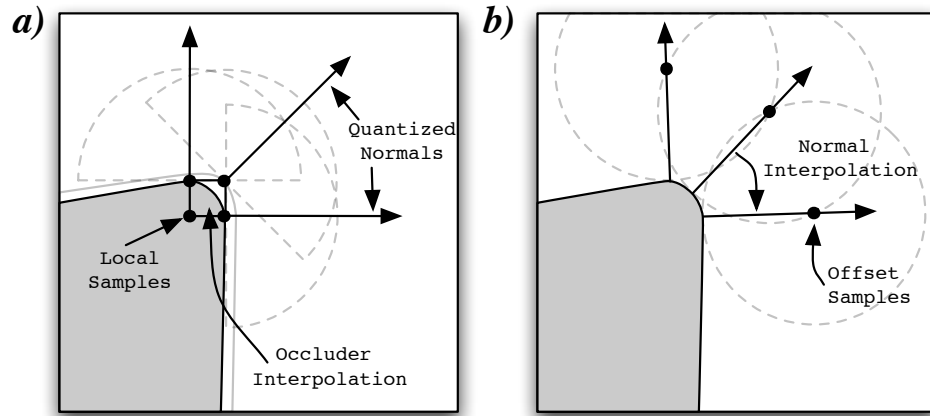 a)
Quantized
Normals
Local
Samples
Occluder
Interpolation
b)
Normal
Interpolation
Offset
Samples